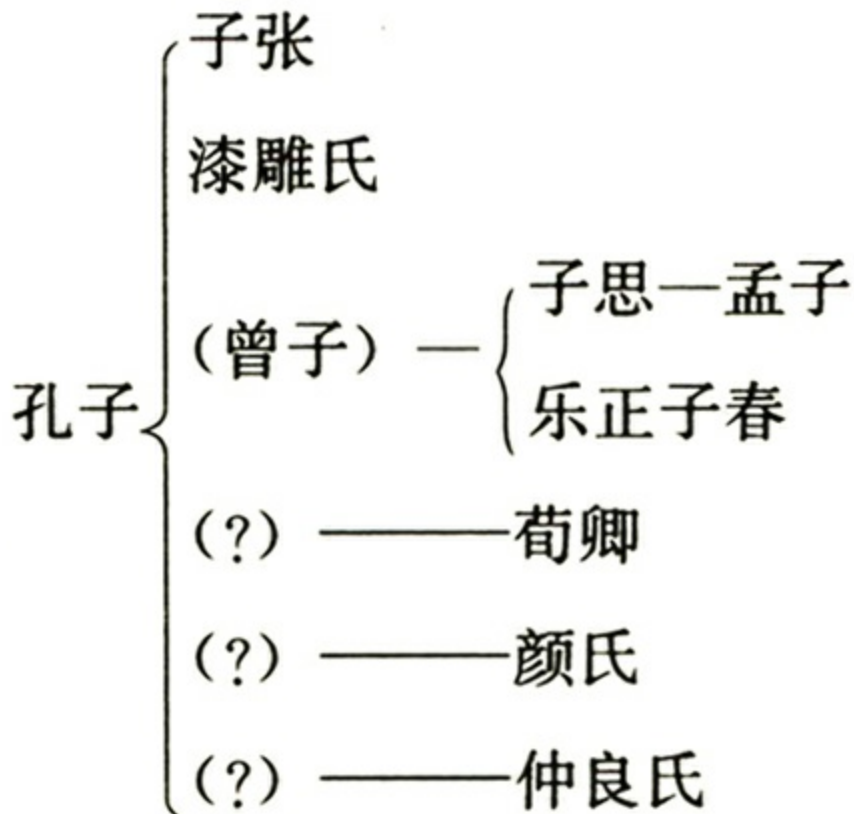 子张
漆雕氏
子思—孟子
(曾子) —
孔子
乐正子春
(?) ——— 荀卿
(?) ——— 颜氏
(?) ——— 仲良氏